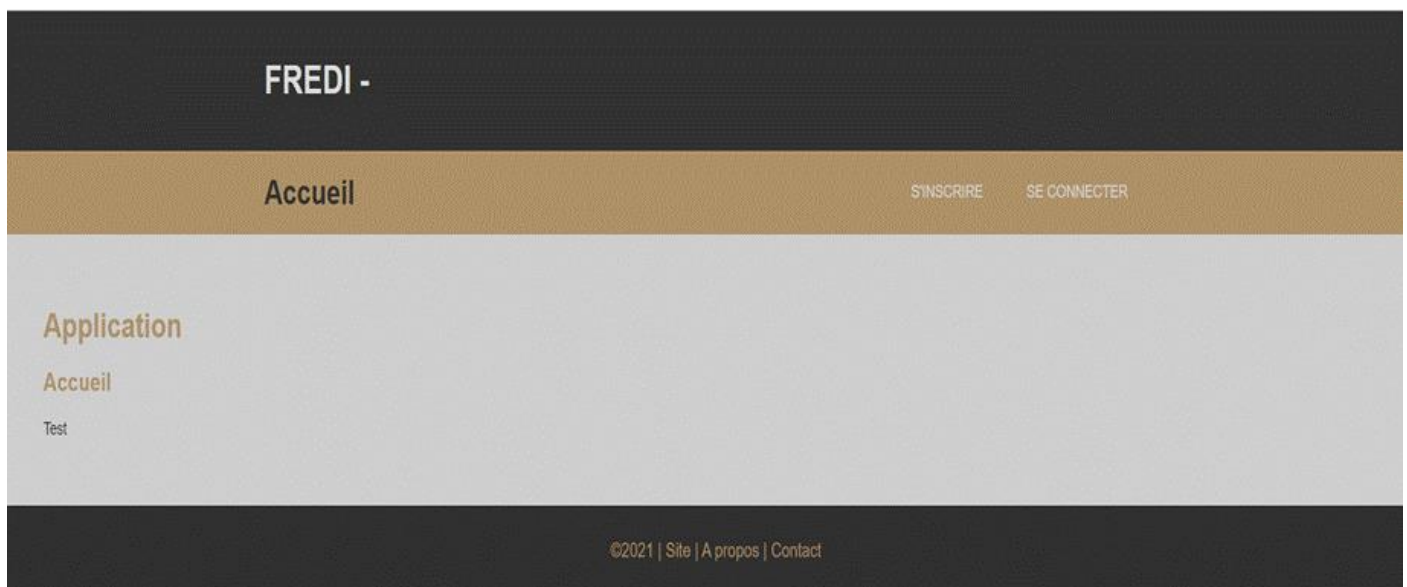 FREDI -
Accueil S'INSCRIRE SE CONNECTER
Application
Accueil
Test
©2021 | Site | A propos | Contact